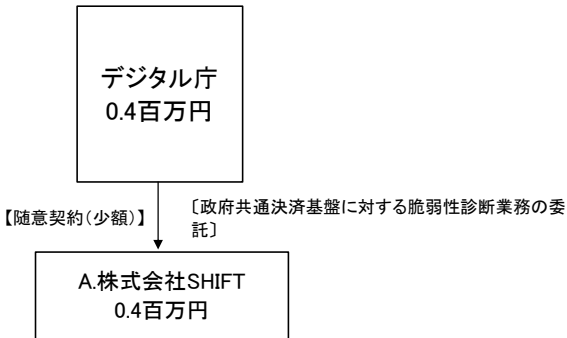 デジタル庁
0.4百万円
【随意契約(少額)】
〔政府共通決済基盤に対する脆弱性診断業務の委
託〕
A.株式会社SHIFT
0.4百万円